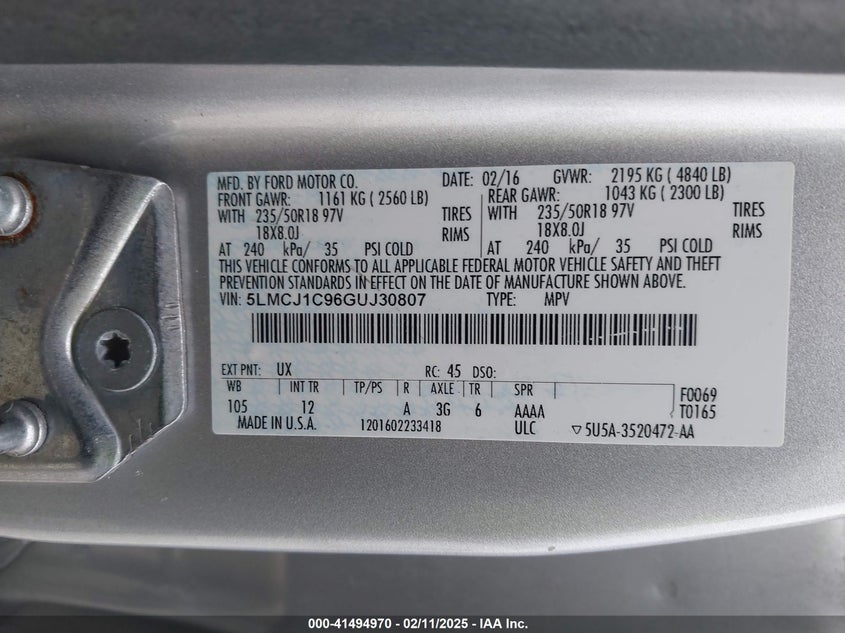 MFD. BY FORD MOTOR CO. DATE: 02/16 GVWR: 2195 KG ( 4840 LB)
FRONT GAWR: 1161 KG ( 2560 LB) REAR GAWR: 1043 KG ( 2300 LB)
WITH 235/50R18 97V TIRES WITH 235/50R18 97V TIRES
18X8.0J RIMS 18X8.0J RIMS
AT 240 kPa/ 35 PSI COLD AT 240 kPa/ 35 PSI COLD
THIS VEHICLE CONFORMS TO ALL APPLICABLE FEDERAL MOTOR VEHICLE SAFETY AND THEFT
PREVENTION STANDARDS IN EFFECT ON THE DATE OF MANUFACTURE SHOWN ABOVE.
VIN: 5LMCJ1C96GUJ30807 TYPE: MPV
EXT PNT: UX RC: 45 DSO:
WB INT TR TP/PS R AXLE TR SPR F0069
105 12 A 3G 6 AAAA T0165
MADE IN U.S.A. 1201602233418 ULC ▽5U5A-3520472-AA
000-41494970 - 02/11/2025 - IAA Inc.